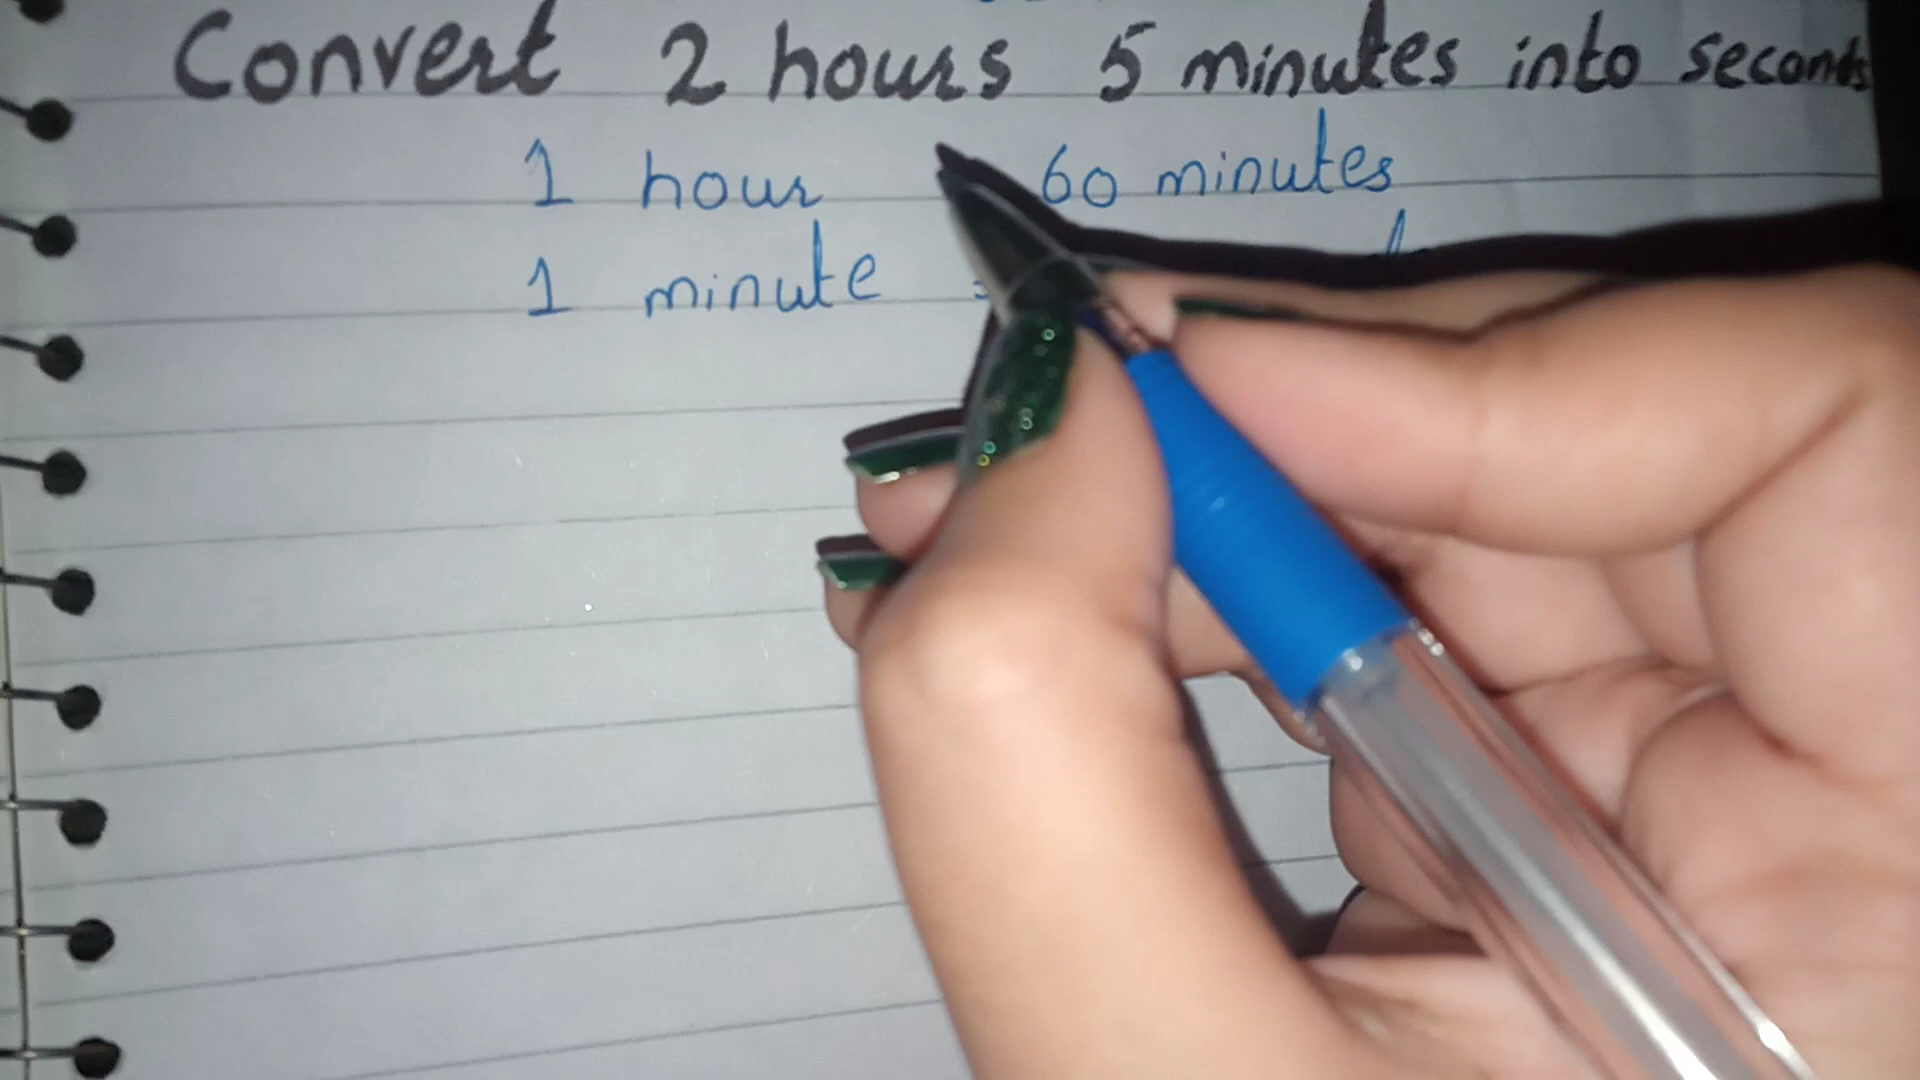 Convert 2 hours 5 minutes into seconds
1 hour 60 minutes
1 minute =